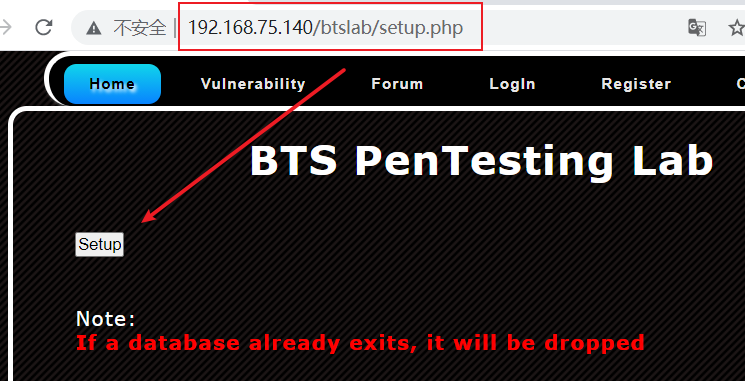 不安全 | 192.168.75.140/btslab/setup.php
Home Vulnerability Forum LogIn Register C
BTS PenTesting Lab
Setup
Note:
If a database already exits, it will be dropped